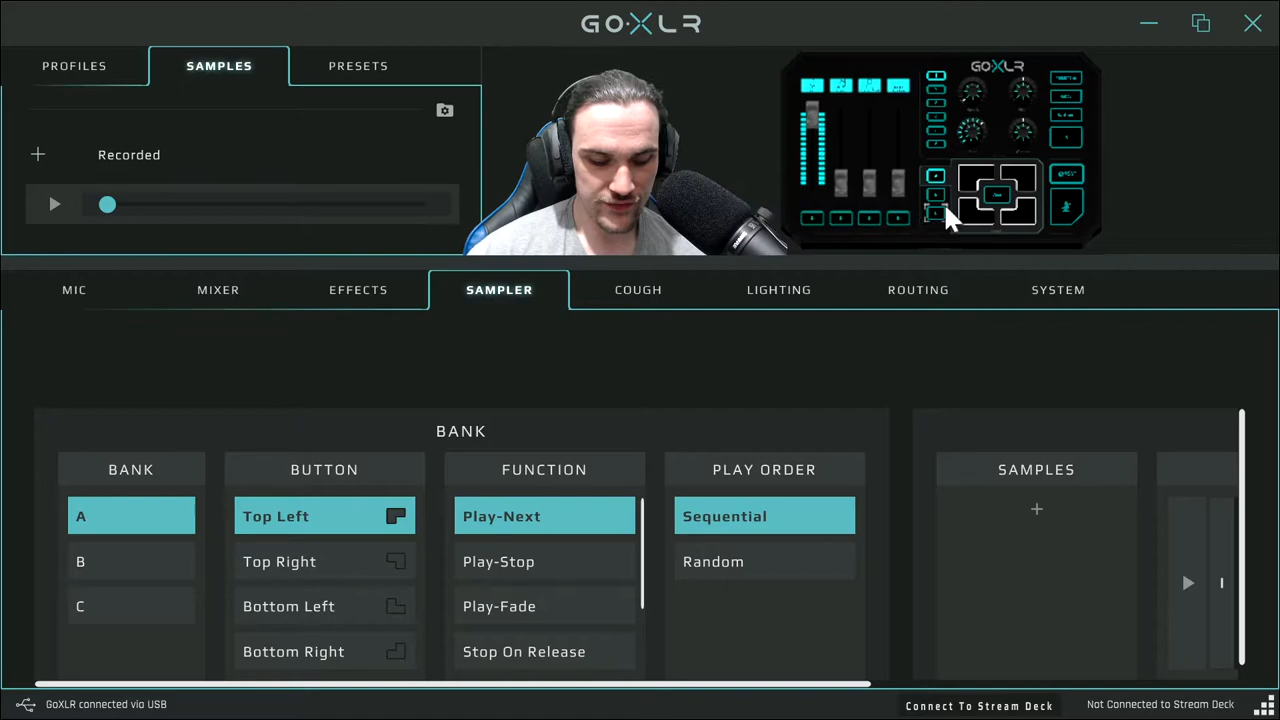 GO XLR
PROFILES
SAMPLES
PRESETS
Recorded
GOXLR
MIC
MIXER
EFFECTS
SAMPLER
COUGH
LIGHTING
ROUTING
SYSTEM
BANK
BANK
BUTTON
FUNCTION
PLAY ORDER
SAMPLES
A
Top Left
Play-Next
Sequential
B
Top Right
Play-Stop
Random
C
Bottom Left
Play-Fade
Bottom Right
Stop On Release
GoXLR connected via USB
Connect To Stream Deck
Not Connected to Stream Deck